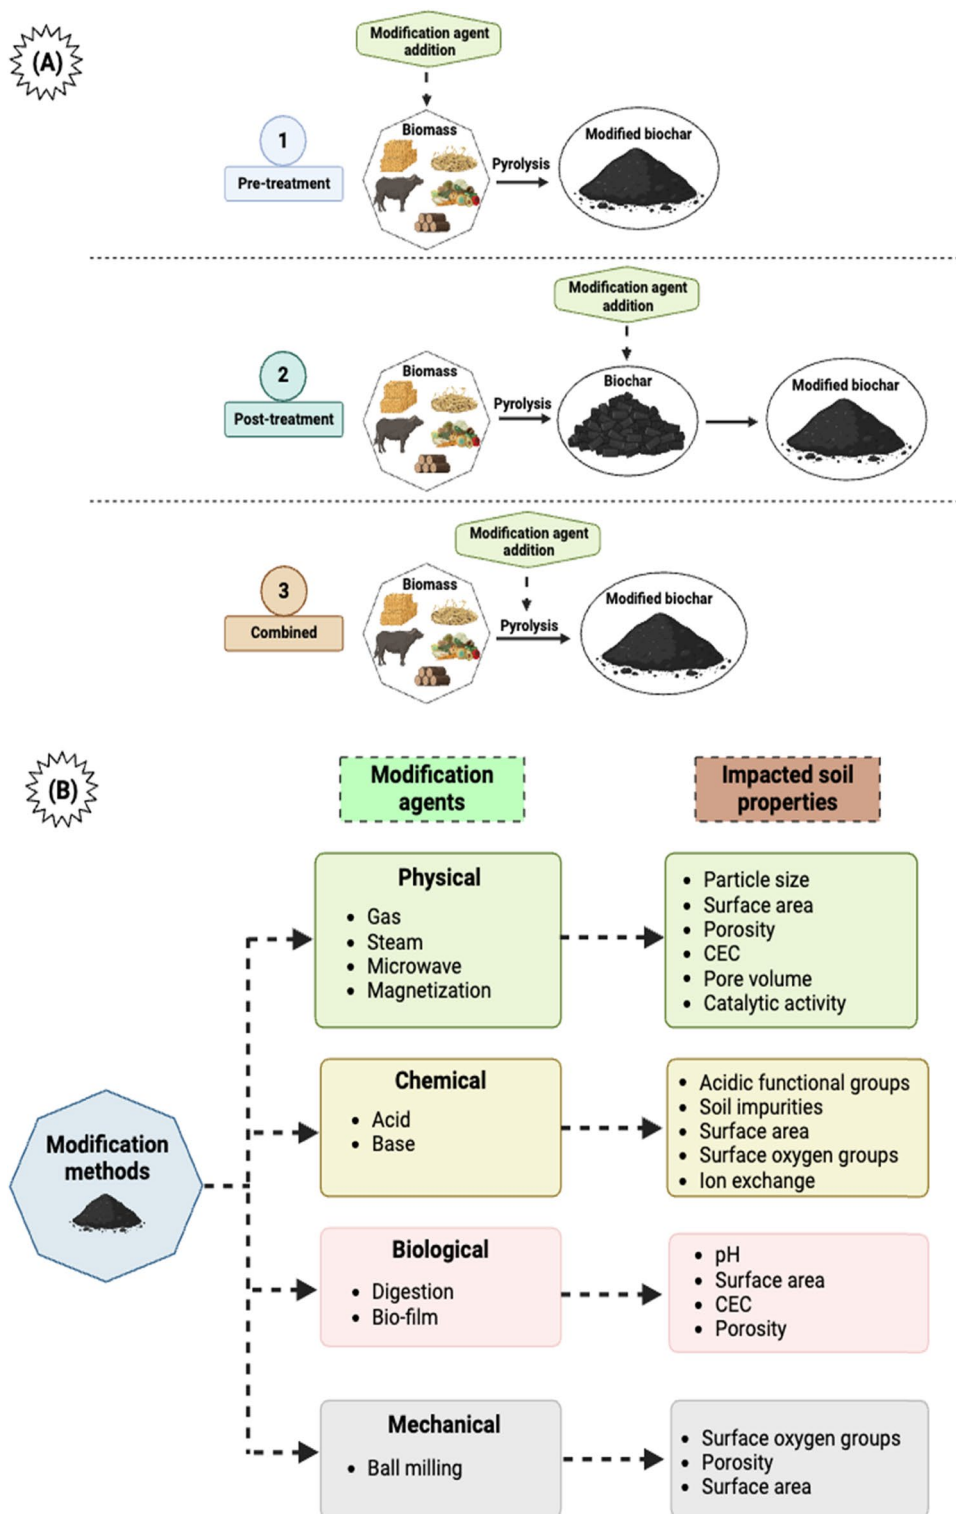 (A)
Modification agent
addition
1
Pre-treatment
Biomass
Pyrolysis
Modified biochar
Modification agent
addition
2
Post-treatment
Biomass
Pyrolysis
Biochar
Modified biochar
Modification agent
addition
3
Combined
Biomass
Pyrolysis
Modified biochar
(B)
Modification
agents
Impacted soil
properties
Modification
methods
Physical
• Gas
• Steam
• Microwave
• Magnetization
• Particle size
• Surface area
• Porosity
• CEC
• Pore volume
• Catalytic activity
Chemical
• Acid
• Base
• Acidic functional groups
• Soil impurities
• Surface area
• Surface oxygen groups
• Ion exchange
Biological
• Digestion
• Bio-film
• pH
• Surface area
• CEC
• Porosity
Mechanical
• Ball milling
• Surface oxygen groups
• Porosity
• Surface area